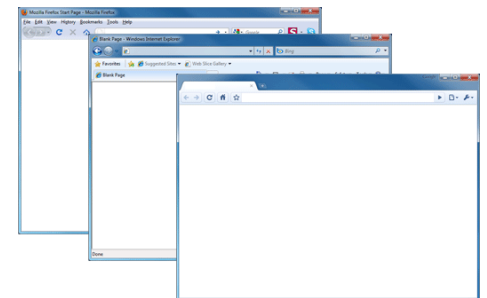 Mozilla Firefox Start Page - Mozilla Firefox
File Edit View History Bookmarks Tools Help
Google
Blank Page - Windows Internet Explorer
Bing
Favorites Suggested Sites Web Slice Gallery
Blank Page
Done